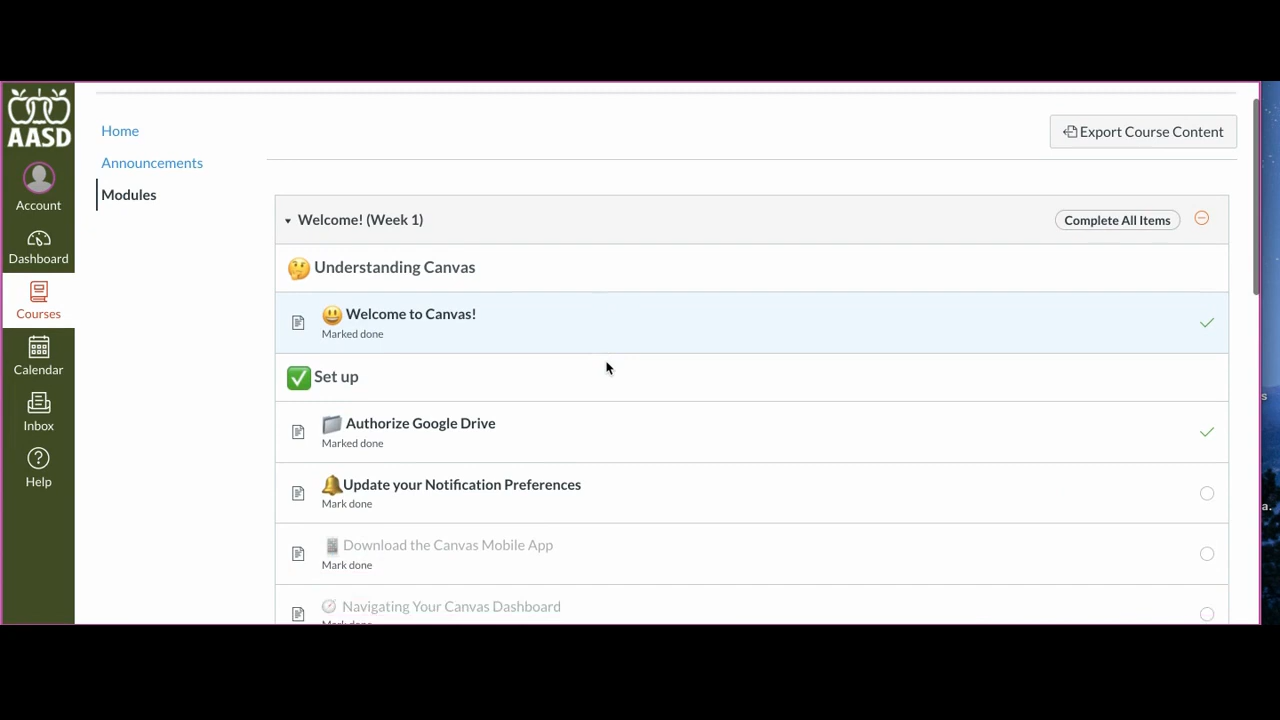 AASD
Account
Dashboard
Courses
Calendar
Inbox
Help
Home
Announcements
Modules
Export Course Content
Welcome! (Week 1)
Complete All Items
Understanding Canvas
Welcome to Canvas!
Marked done
Set up
Authorize Google Drive
Marked done
Update your Notification Preferences
Mark done
Download the Canvas Mobile App
Mark done
Navigating Your Canvas Dashboard
Mark done
s
a.